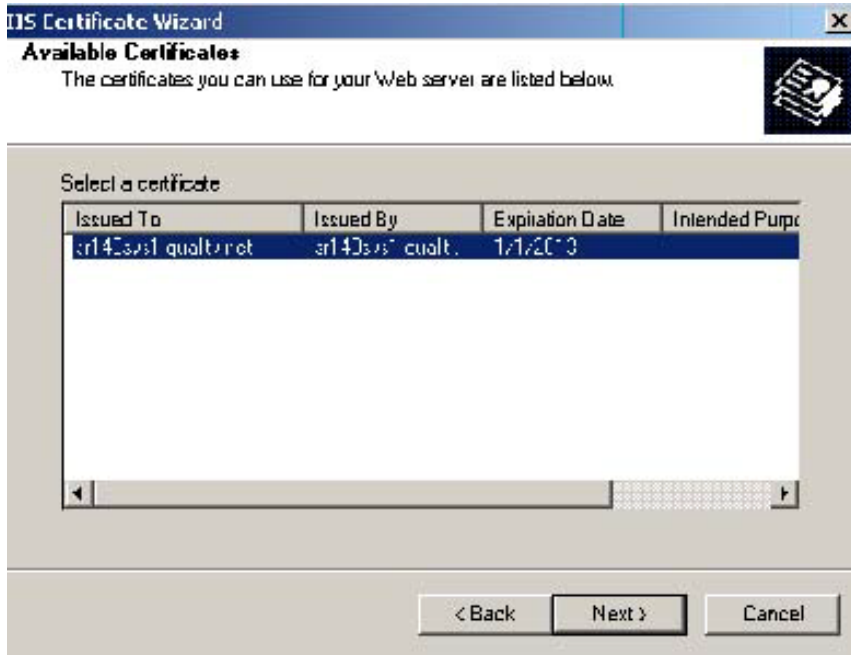 IIS Certificate Wizard
Available Certificates
The certificates you can use for your Web server are listed below.
Select a certificate
Issued To Issued By Expiration Date Intended Purpo
< Back Next > Cancel